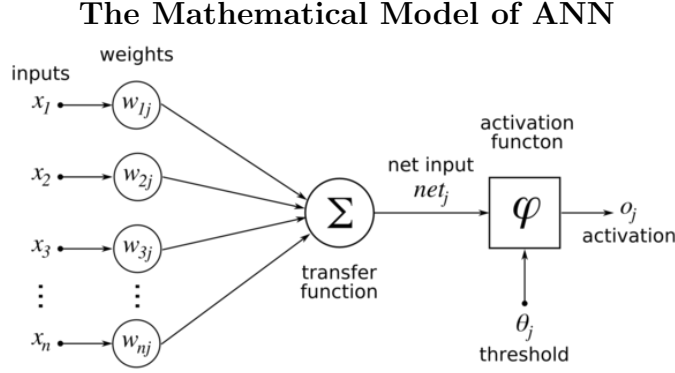 The Mathematical Model of ANN
weights
inputs
x₁
w₁ⱼ
x₂
w₂ⱼ
x₃
w₃ⱼ
⋮ ⋮
xₙ
wₙⱼ
Σ
transfer
function
net input
netⱼ
activation
functon
φ
oⱼ
activation
θⱼ
threshold